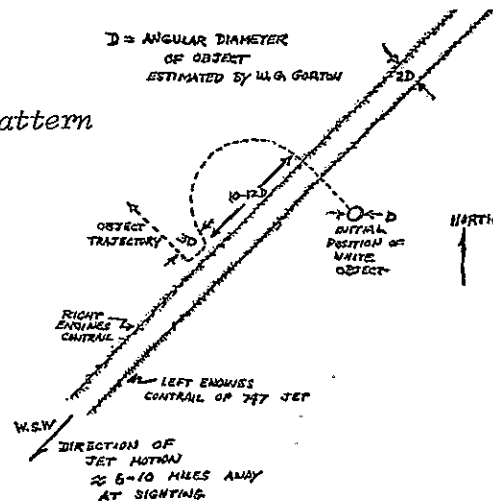 D = ANGULAR DIAMETER
OF OBJECT
ESTIMATED BY W.G. GORTON
2D
attern
10-12D
OBJECT
TRAJECTORY
3D
D
INITIAL
POSITION OF
WHITE
OBJECT
NORTH
RIGHT
ENGINES
CONTRAIL
LEFT ENGINES
CONTRAIL OF 747 JET
W.S.W
DIRECTION OF
JET MOTION
≈ 6-10 MILES AWAY
AT SIGHTING